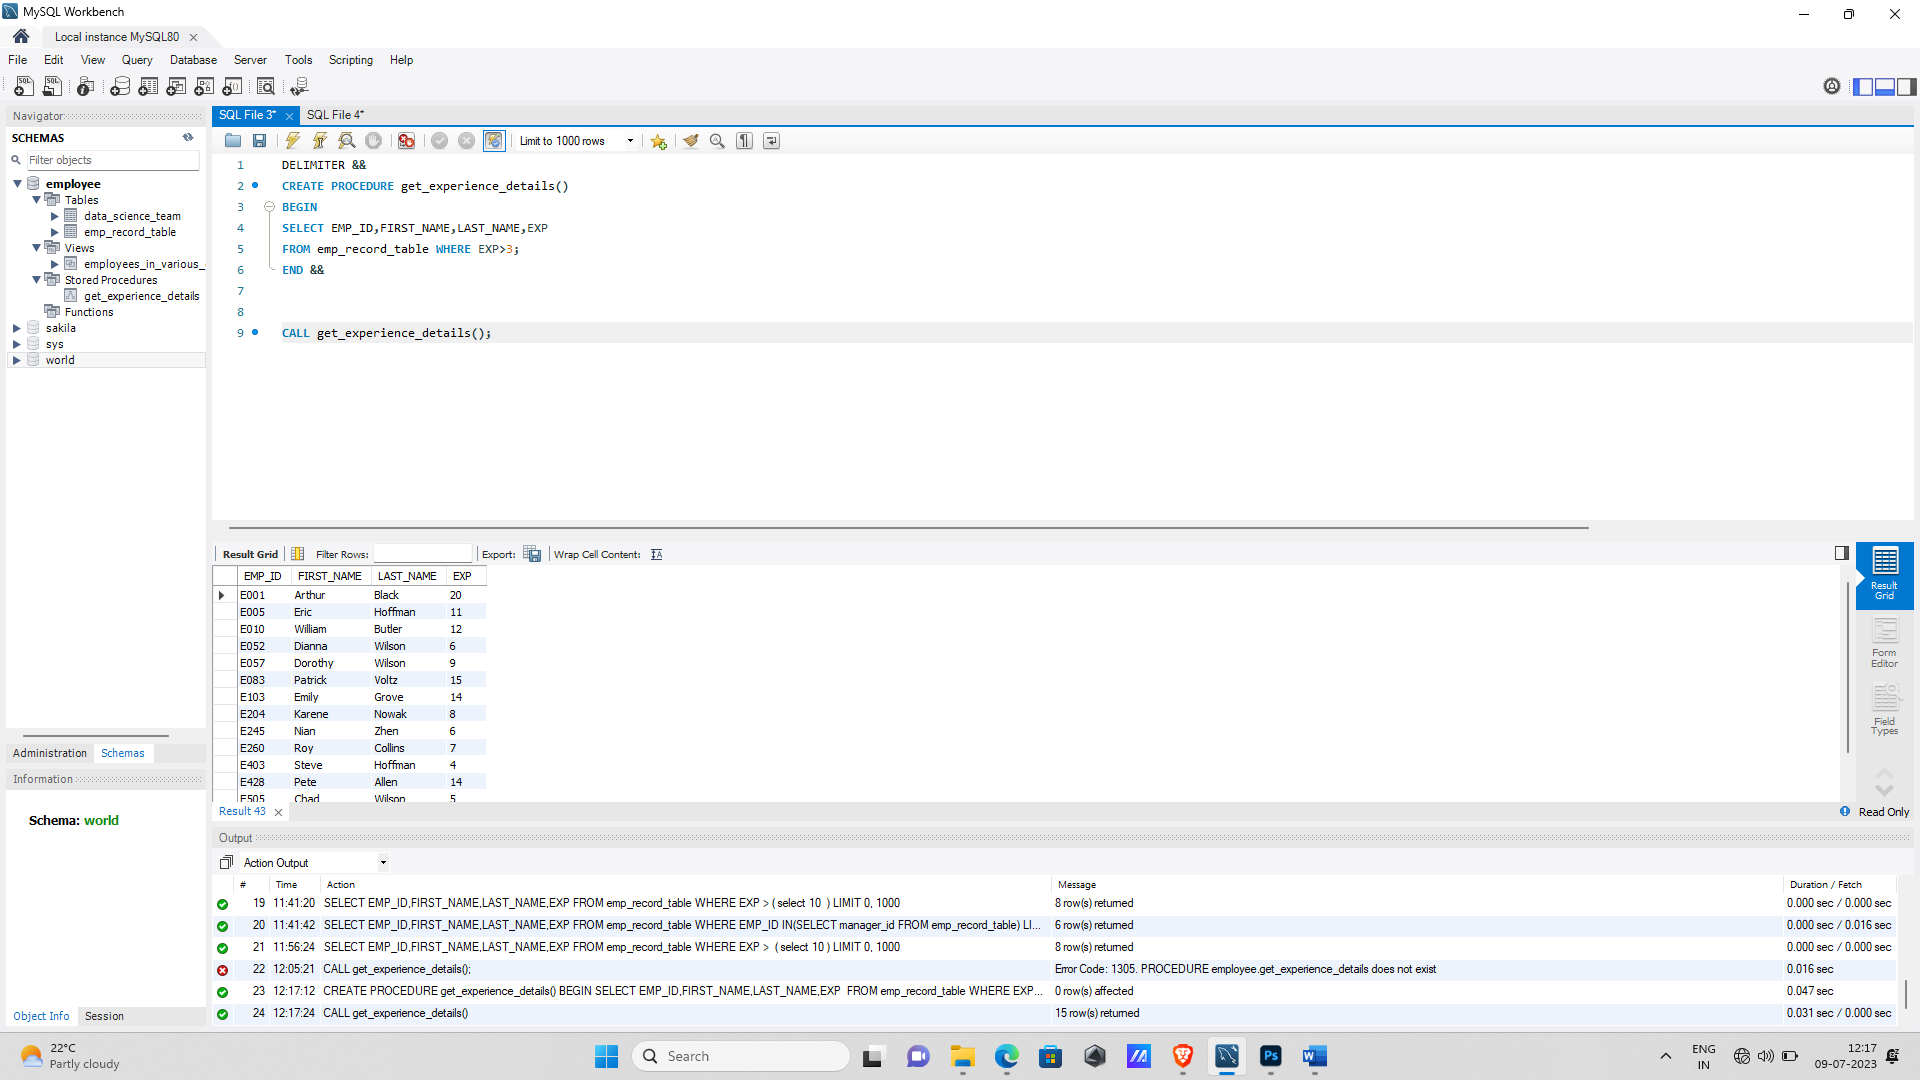 MySQL Workbench
Local instance MySQL80
File Edit View Query Database Server Tools Scripting Help
Navigator
SCHEMAS
Filter objects
employee
Tables
data_science_team
emp_record_table
Views
employees_in_various_
Stored Procedures
get_experience_details
Functions
sakila
sys
world
Administration Schemas
Information
Schema: world
Object Info Session
SQL File 3* SQL File 4*
Limit to 1000 rows
1 DELIMITER &&
2 CREATE PROCEDURE get_experience_details()
3 BEGIN
4 SELECT EMP_ID,FIRST_NAME,LAST_NAME,EXP
5 FROM emp_record_table WHERE EXP>3;
6 END &&
7
8
9 CALL get_experience_details();
Result Grid Filter Rows: Export: Wrap Cell Content:
EMP_ID FIRST_NAME LAST_NAME EXP
E001 Arthur Black 20
E005 Eric Hoffman 11
E010 William Butler 12
E052 Dianna Wilson 6
E057 Dorothy Wilson 9
E083 Patrick Voltz 15
E103 Emily Grove 14
E204 Karene Nowak 8
E245 Nian Zhen 6
E260 Roy Collins 7
E403 Steve Hoffman 4
E428 Pete Allen 14
E505 Chad Wilson 5
Result Grid
Form Editor
Field Types
Result 43
Read Only
Output
Action Output
# Time Action Message Duration / Fetch
19 11:41:20 SELECT EMP_ID,FIRST_NAME,LAST_NAME,EXP FROM emp_record_table WHERE EXP > ( select 10 ) LIMIT 0, 1000 8 row(s) returned 0.000 sec / 0.000 sec
20 11:41:42 SELECT EMP_ID,FIRST_NAME,LAST_NAME,EXP FROM emp_record_table WHERE EMP_ID IN(SELECT manager_id FROM emp_record_table) LI... 6 row(s) returned 0.000 sec / 0.016 sec
21 11:56:24 SELECT EMP_ID,FIRST_NAME,LAST_NAME,EXP FROM emp_record_table WHERE EXP > ( select 10 ) LIMIT 0, 1000 8 row(s) returned 0.000 sec / 0.000 sec
22 12:05:21 CALL get_experience_details(); Error Code: 1305. PROCEDURE employee.get_experience_details does not exist 0.016 sec
23 12:17:12 CREATE PROCEDURE get_experience_details() BEGIN SELECT EMP_ID,FIRST_NAME,LAST_NAME,EXP FROM emp_record_table WHERE EXP... 0 row(s) affected 0.047 sec
24 12:17:24 CALL get_experience_details() 15 row(s) returned 0.031 sec / 0.000 sec
22°C
Partly cloudy
Search
ENG
IN
12:17
09-07-2023